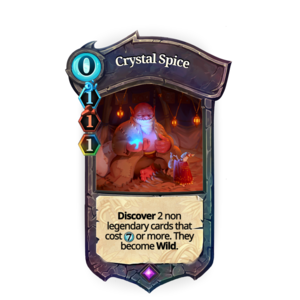 0
Crystal Spice
1
1
1
Discover 2 non
legendary cards that
cost 7 or more. They
become Wild.